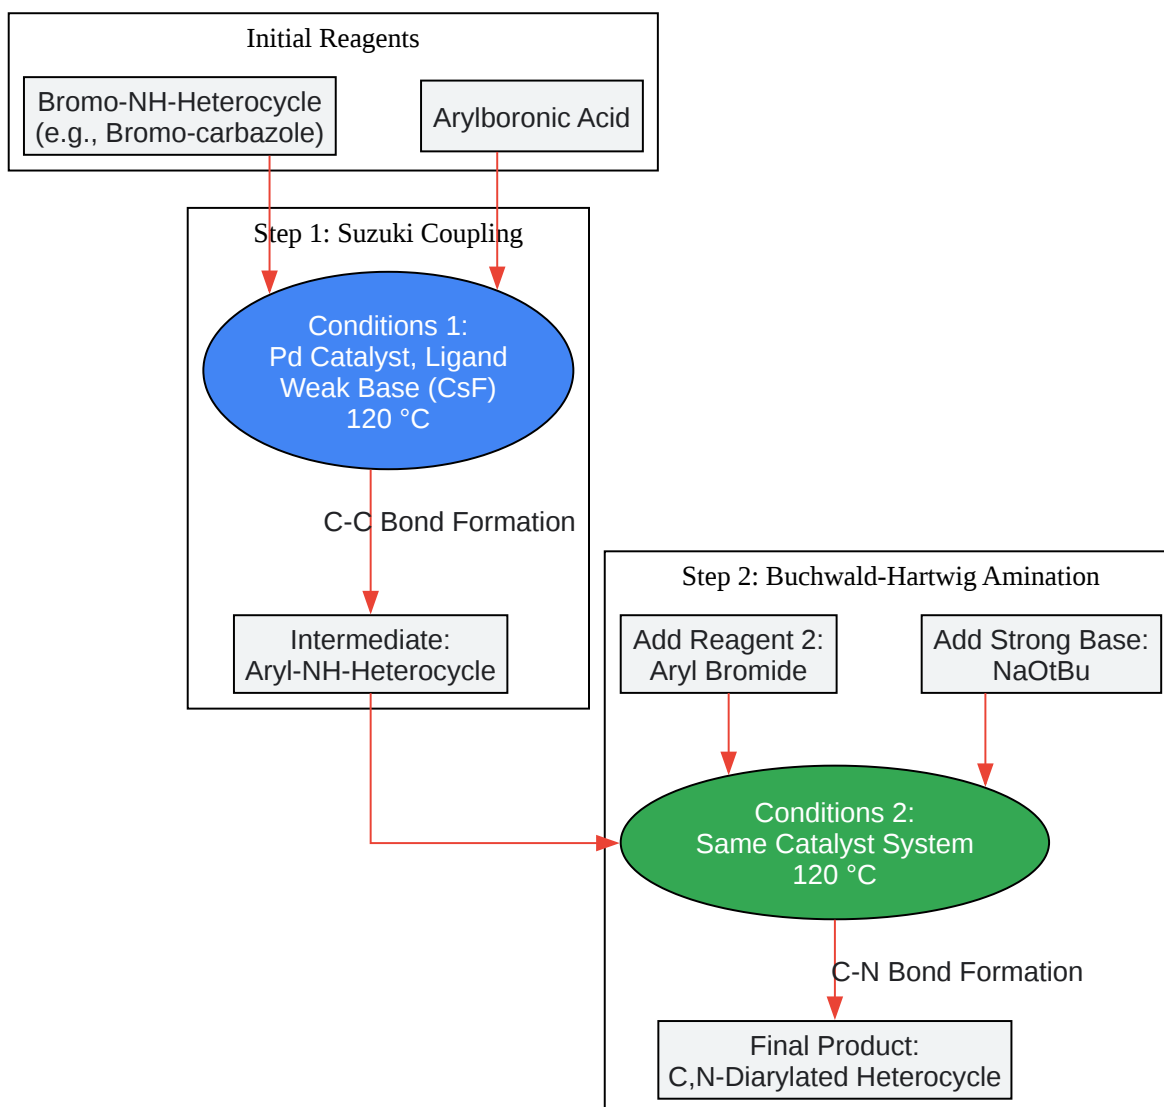 Initial Reagents
Bromo-NH-Heterocycle
(e.g., Bromo-carbazole)
Arylboronic Acid
Step 1: Suzuki Coupling
Conditions 1:
Pd Catalyst, Ligand
Weak Base (CsF)
120 °C
C-C Bond Formation
Intermediate:
Aryl-NH-Heterocycle
Step 2: Buchwald-Hartwig Amination
Add Reagent 2:
Aryl Bromide
Add Strong Base:
NaOtBu
Conditions 2:
Same Catalyst System
120 °C
C-N Bond Formation
Final Product:
C,N-Diarylated Heterocycle